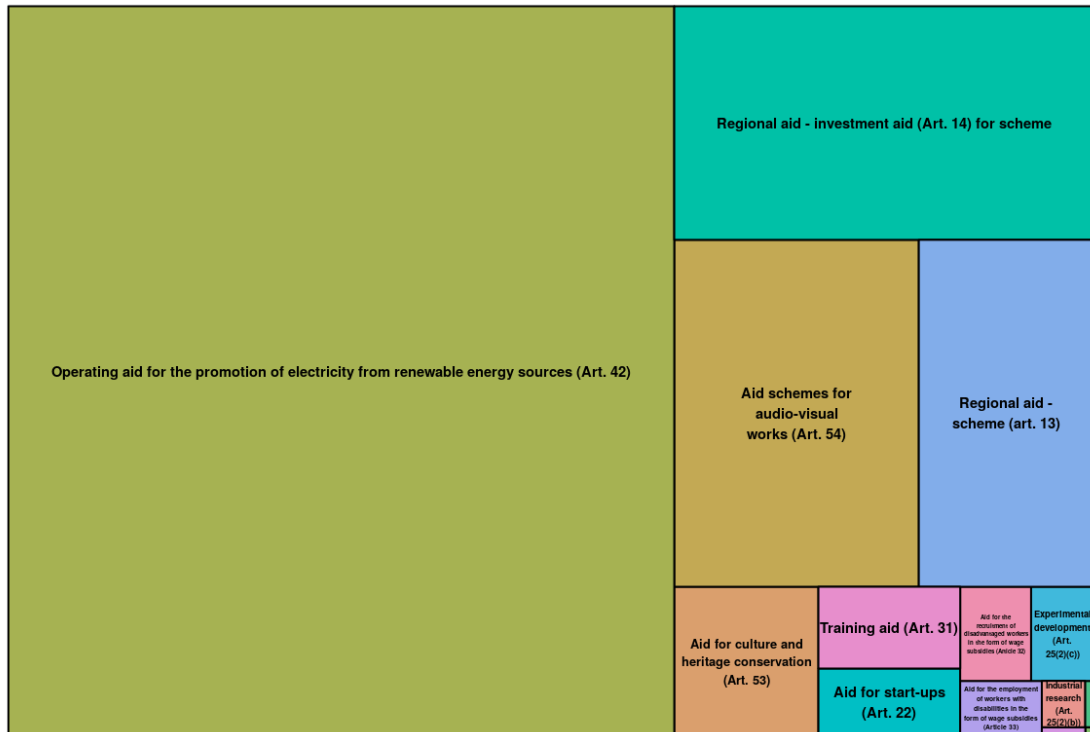 Regional aid - investment aid (Art. 14) for scheme
Operating aid for the promotion of electricity from renewable energy sources (Art. 42)
Aid schemes for
audio-visual
works (Art. 54)
Regional aid -
scheme (art. 13)
Aid for culture and
heritage conservation
(Art. 53)
Training aid (Art. 31)
Aid for start-ups
(Art. 22)
Aid for the
recruitment of
disadvantaged workers
in the form of wage
subsidies (Article 32)
Experimental
development
(Art.
25(2)(c))
Aid for the employment
of workers with
disabilities in the
form of wage subsidies
(Article 33)
Industrial
research
(Art.
25(2)(b))